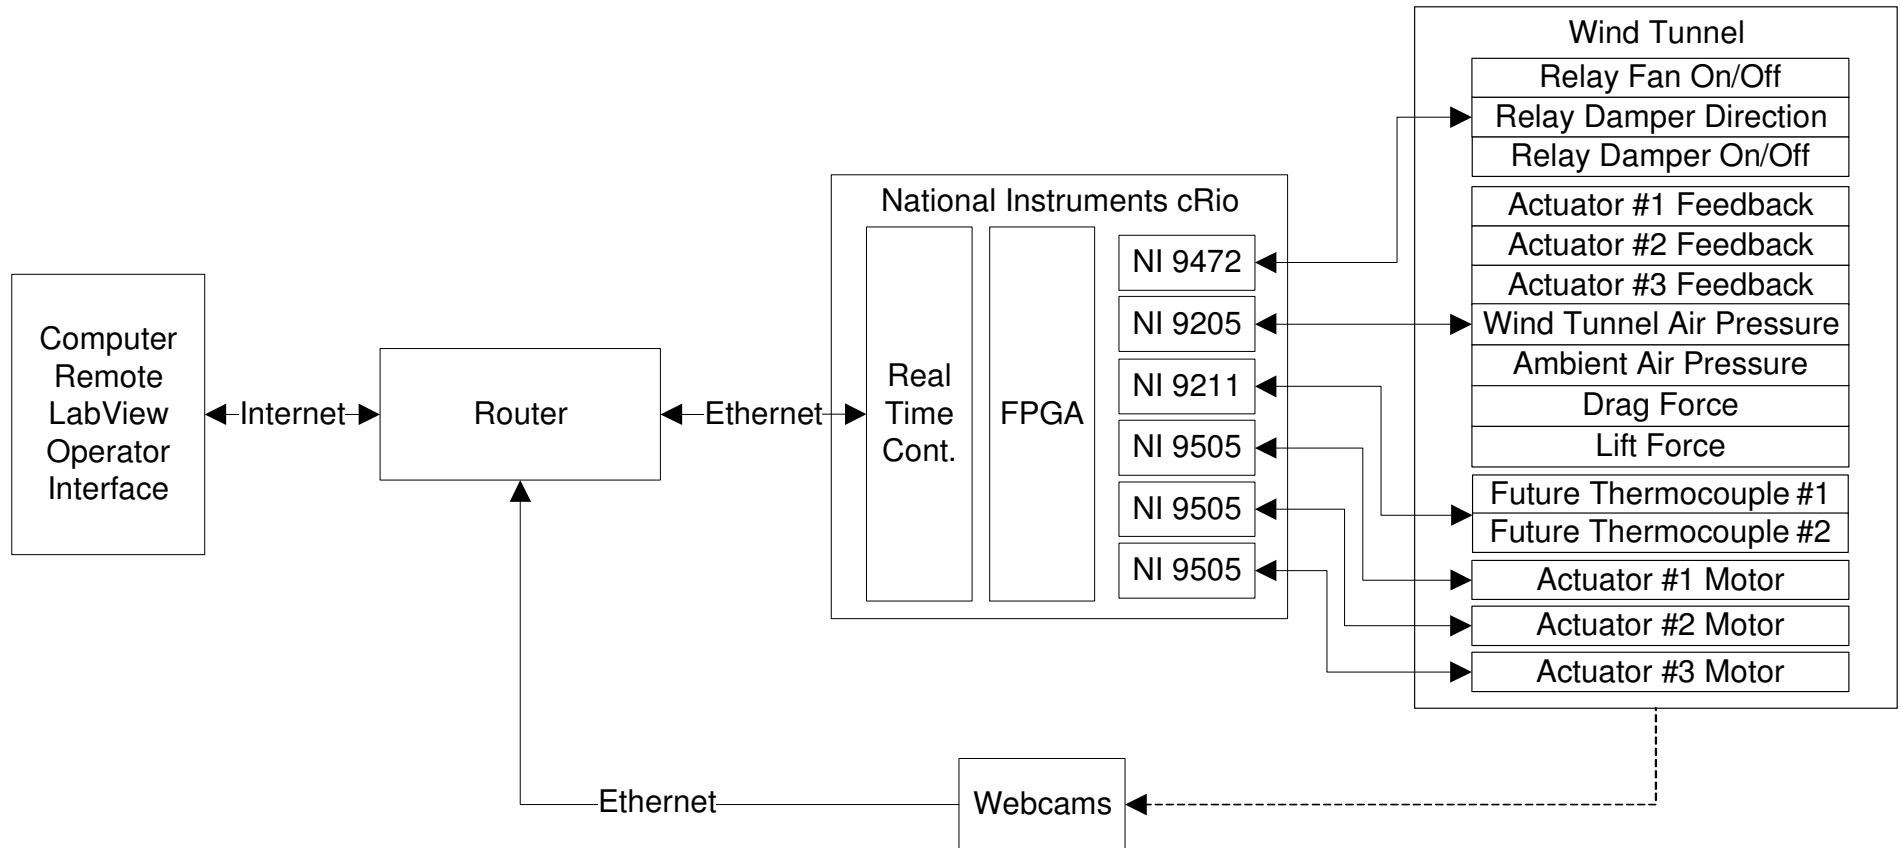 Wind Tunnel
Relay Fan On/Off
Relay Damper Direction
Relay Damper On/Off
Actuator #1 Feedback
Actuator #2 Feedback
Actuator #3 Feedback
Wind Tunnel Air Pressure
Ambient Air Pressure
Drag Force
Lift Force
Future Thermocouple #1
Future Thermocouple #2
Actuator #1 Motor
Actuator #2 Motor
Actuator #3 Motor
National Instruments cRio
Real
Time
Cont.
FPGA
NI 9472
NI 9205
NI 9211
NI 9505
NI 9505
NI 9505
Computer
Remote
LabView
Operator
Interface
Internet
Router
Ethernet
Ethernet
Webcams